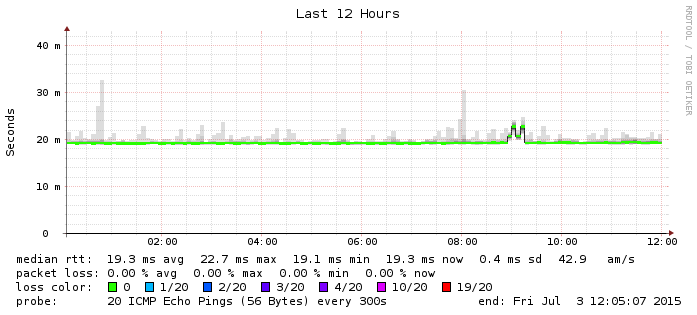 Last 12 Hours
RRDTOOL / TOBI OETIKER
Seconds
40 m
30 m
20 m
10 m
0
02:00 04:00 06:00 08:00 10:00 12:00
median rtt: 19.3 ms avg 22.7 ms max 19.1 ms min 19.3 ms now 0.4 ms sd 42.9 am/s
packet loss: 0.00 % avg 0.00 % max 0.00 % min 0.00 % now
loss color: 0 1/20 2/20 3/20 4/20 10/20 19/20
probe: 20 ICMP Echo Pings (56 Bytes) every 300s end: Fri Jul 3 12:05:07 2015